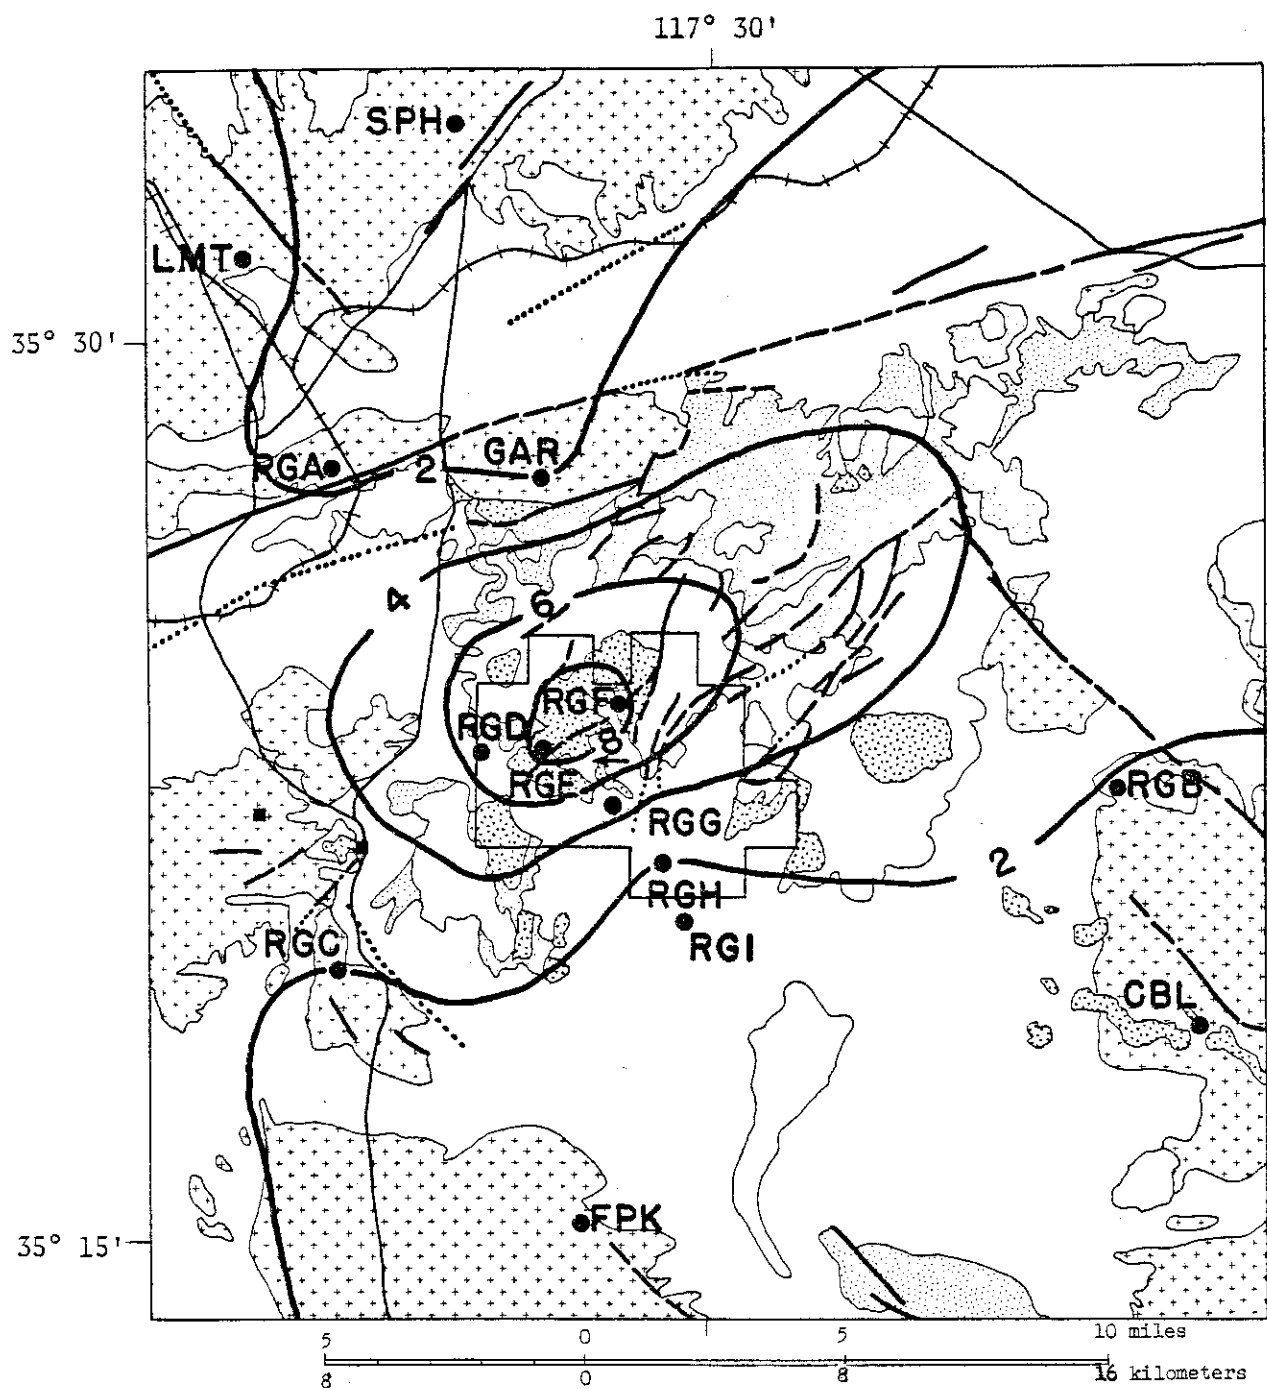 117° 30'
SPH
LMT
35° 30'
GAR
RGA
2
4
6
RGF
RGD
8
RGE
RGB
RGG
2
RGH
RGI
RGC
CBL
FPK
35° 15'
5 0 5 10 miles
8 0 8 16 kilometers